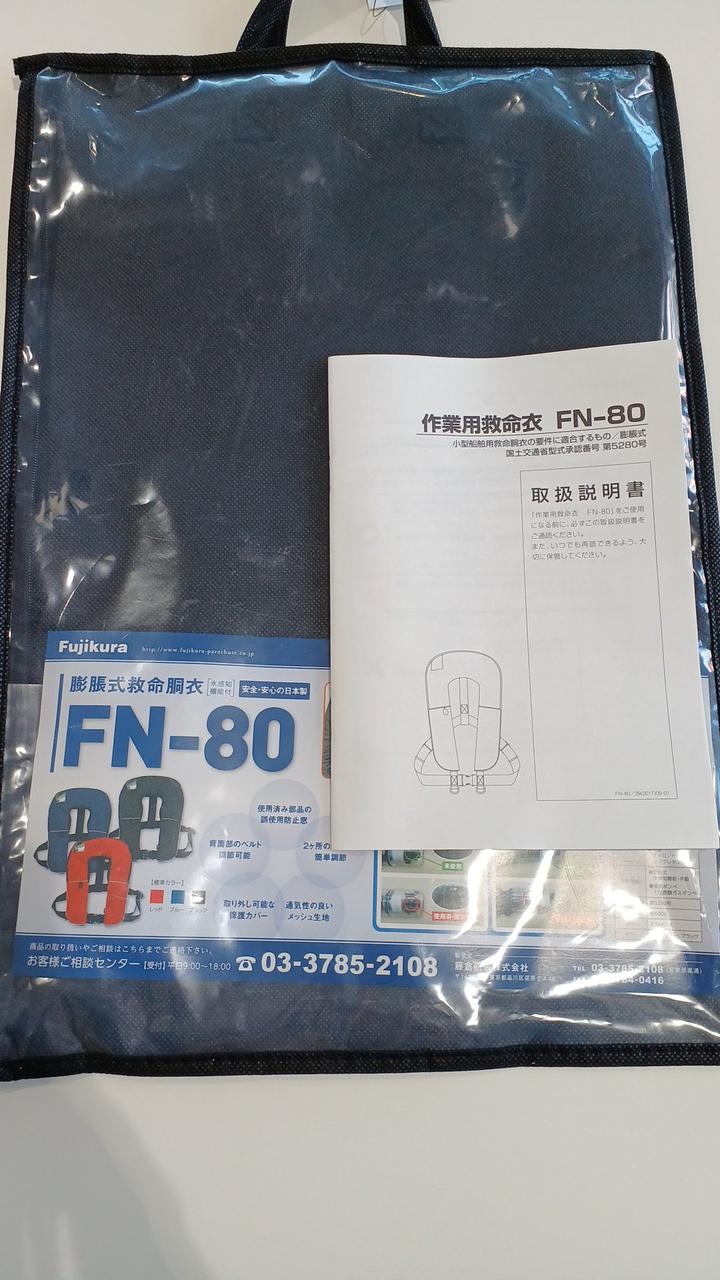 作業用救命衣 FN-80
小型船舶用救命胴衣の要件に適合するもの／膨脹式
国土交通省型式承認番号 第5280号
取扱説明書
「作業用救命衣 FN-80」をご使用
になる前に、必ずこの取扱説明書を
ご通読ください。
また、いつでも再読できるよう、大
切に保管してください。
FN-80／29(2017)05-01
Fujikura http://www.fujikura-parachute.co.jp
膨脹式救命胴衣 [水感知機能付] 安全・安心の日本製
FN-80
使用済み部品の
誤使用防止窓
背面部のベルト
調節可能
2ヶ所の
簡単調節
取り外し可能な
保護カバー
通気性の良い
メッシュ生地
【標準カラー】
レッド ブルー ブラック
未使用
商品の取り扱いやご相談はこちらまでご連絡下さい。
お客様ご相談センター【受付】平日9:00～18:00 ☎03-3785-2108
TEL 03-3785-2108